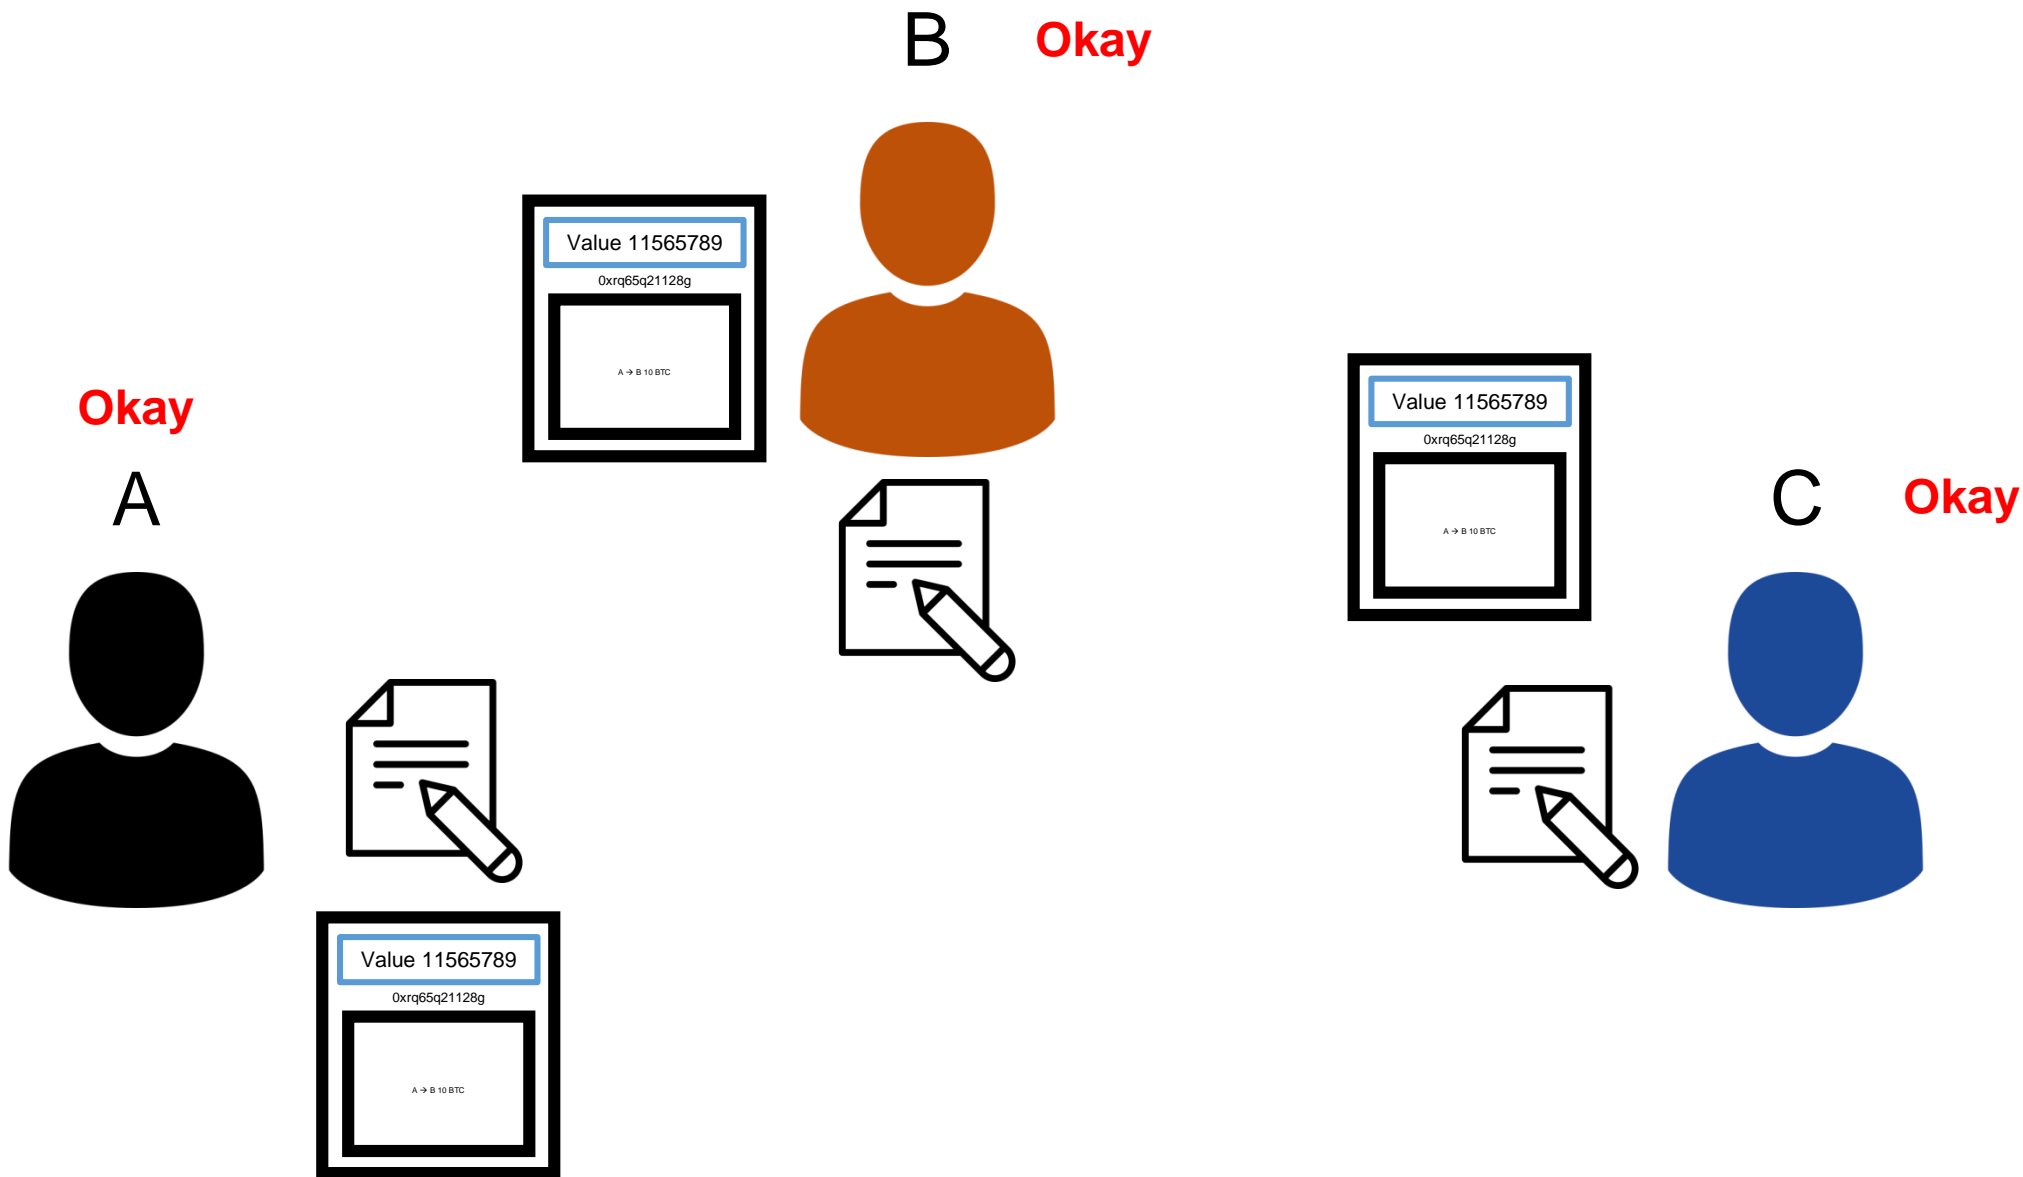 B
Okay
Value 11565789
0xrq65q21128g
A → B 10 BTC
Okay
A
Value 11565789
0xrq65q21128g
A → B 10 BTC
C
Okay
Value 11565789
0xrq65q21128g
A → B 10 BTC